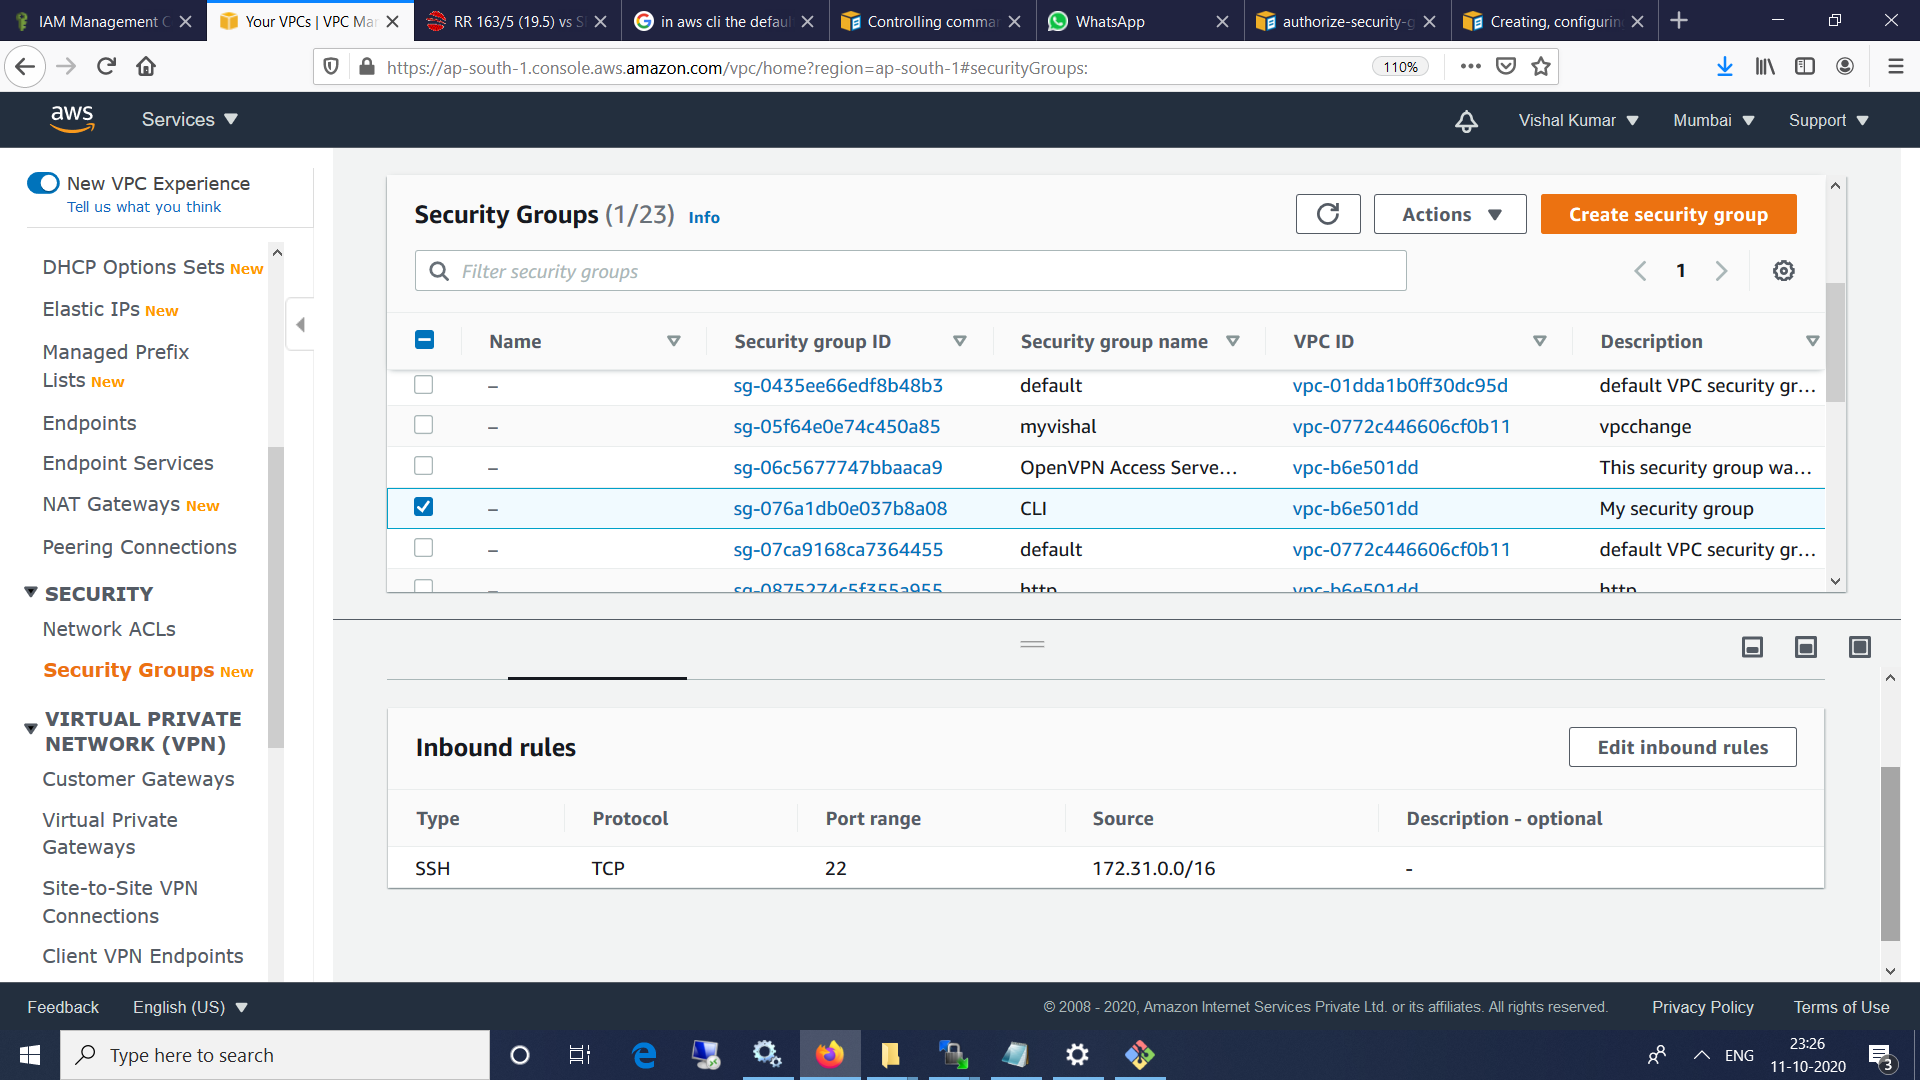 IAM Management C
Your VPCs | VPC Man
RR 163/5 (19.5) vs S
in aws cli the defaul
Controlling comman
WhatsApp
authorize-security-g
Creating, configurin
https://ap-south-1.console.aws.amazon.com/vpc/home?region=ap-south-1#securityGroups:
110%
aws
Services
Vishal Kumar
Mumbai
Support
New VPC Experience
Tell us what you think
DHCP Options Sets New
Elastic IPs New
Managed Prefix
Lists New
Endpoints
Endpoint Services
NAT Gateways New
Peering Connections
SECURITY
Network ACLs
Security Groups New
VIRTUAL PRIVATE
NETWORK (VPN)
Customer Gateways
Virtual Private
Gateways
Site-to-Site VPN
Connections
Client VPN Endpoints
Security Groups (1/23) Info
Actions
Create security group
Filter security groups
1
Name Security group ID Security group name VPC ID Description
– sg-0435ee66edf8b48b3 default vpc-01dda1b0ff30dc95d default VPC security gr...
– sg-05f64e0e74c450a85 myvishal vpc-0772c446606cf0b11 vpcchange
– sg-06c5677747bbaaca9 OpenVPN Access Serve... vpc-b6e501dd This security group wa...
– sg-076a1db0e037b8a08 CLI vpc-b6e501dd My security group
– sg-07ca9168ca7364455 default vpc-0772c446606cf0b11 default VPC security gr...
– sg-0875274c5f355a955 http vpc-b6e501dd http
Inbound rules
Edit inbound rules
Type Protocol Port range Source Description - optional
SSH TCP 22 172.31.0.0/16 -
Feedback
English (US)
© 2008 - 2020, Amazon Internet Services Private Ltd. or its affiliates. All rights reserved.
Privacy Policy
Terms of Use
Type here to search
ENG
23:26
11-10-2020
3